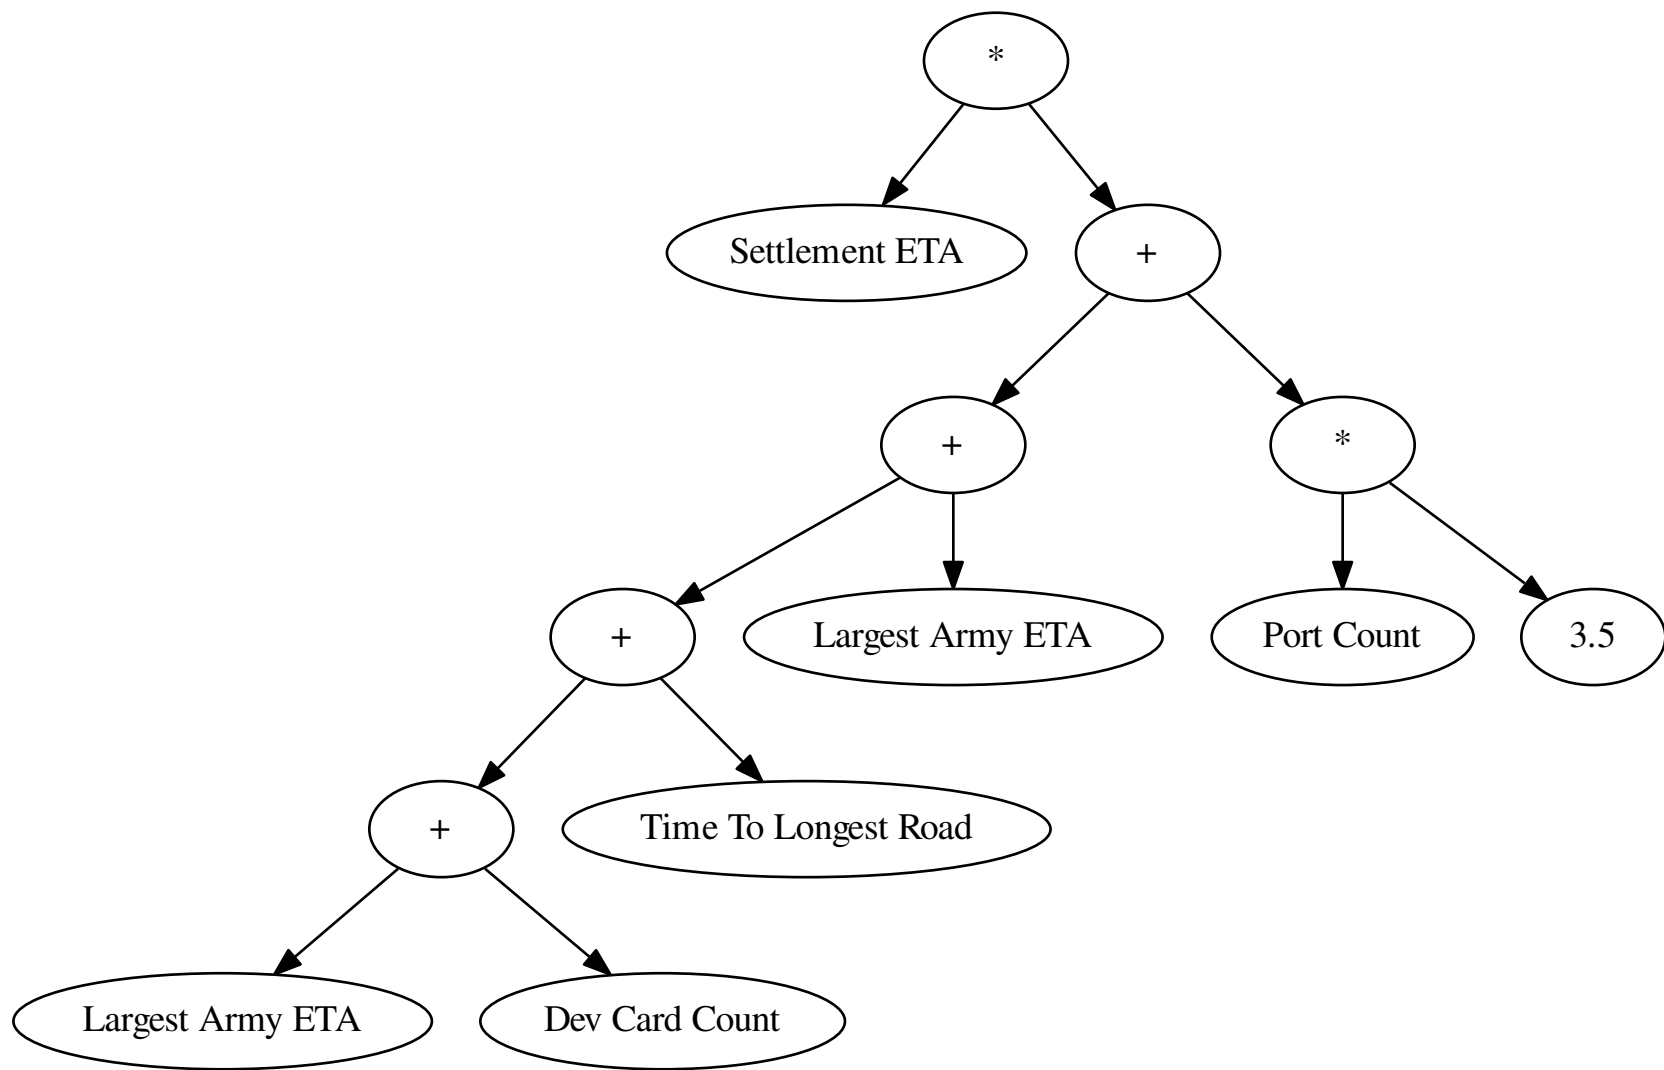 *
Settlement ETA
+
+
*
+
Largest Army ETA
Port Count
3.5
+
Time To Longest Road
Largest Army ETA
Dev Card Count